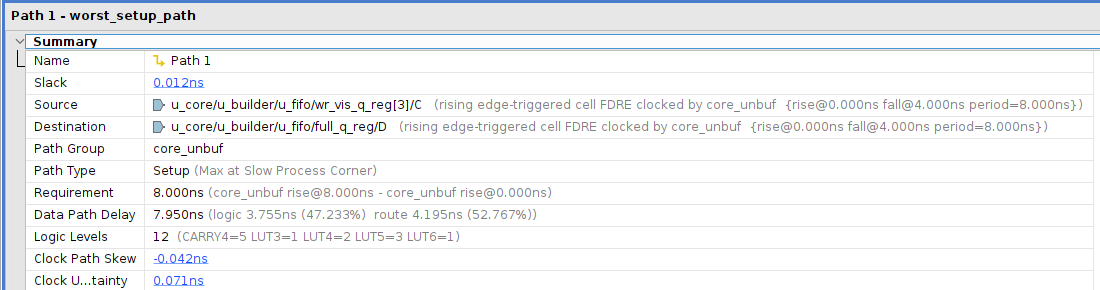 Path 1 - worst_setup_path
Summary
Name Path 1
Slack 0.012ns
Source u_core/u_builder/u_fifo/wr_vis_q_reg[3]/C (rising edge-triggered cell FDRE clocked by core_unbuf {rise@0.000ns fall@4.000ns period=8.000ns})
Destination u_core/u_builder/u_fifo/full_q_reg/D (rising edge-triggered cell FDRE clocked by core_unbuf {rise@0.000ns fall@4.000ns period=8.000ns})
Path Group core_unbuf
Path Type Setup (Max at Slow Process Corner)
Requirement 8.000ns (core_unbuf rise@8.000ns - core_unbuf rise@0.000ns)
Data Path Delay 7.950ns (logic 3.755ns (47.233%) route 4.195ns (52.767%))
Logic Levels 12 (CARRY4=5 LUT3=1 LUT4=2 LUT5=3 LUT6=1)
Clock Path Skew -0.042ns
Clock U...tainty 0.071ns